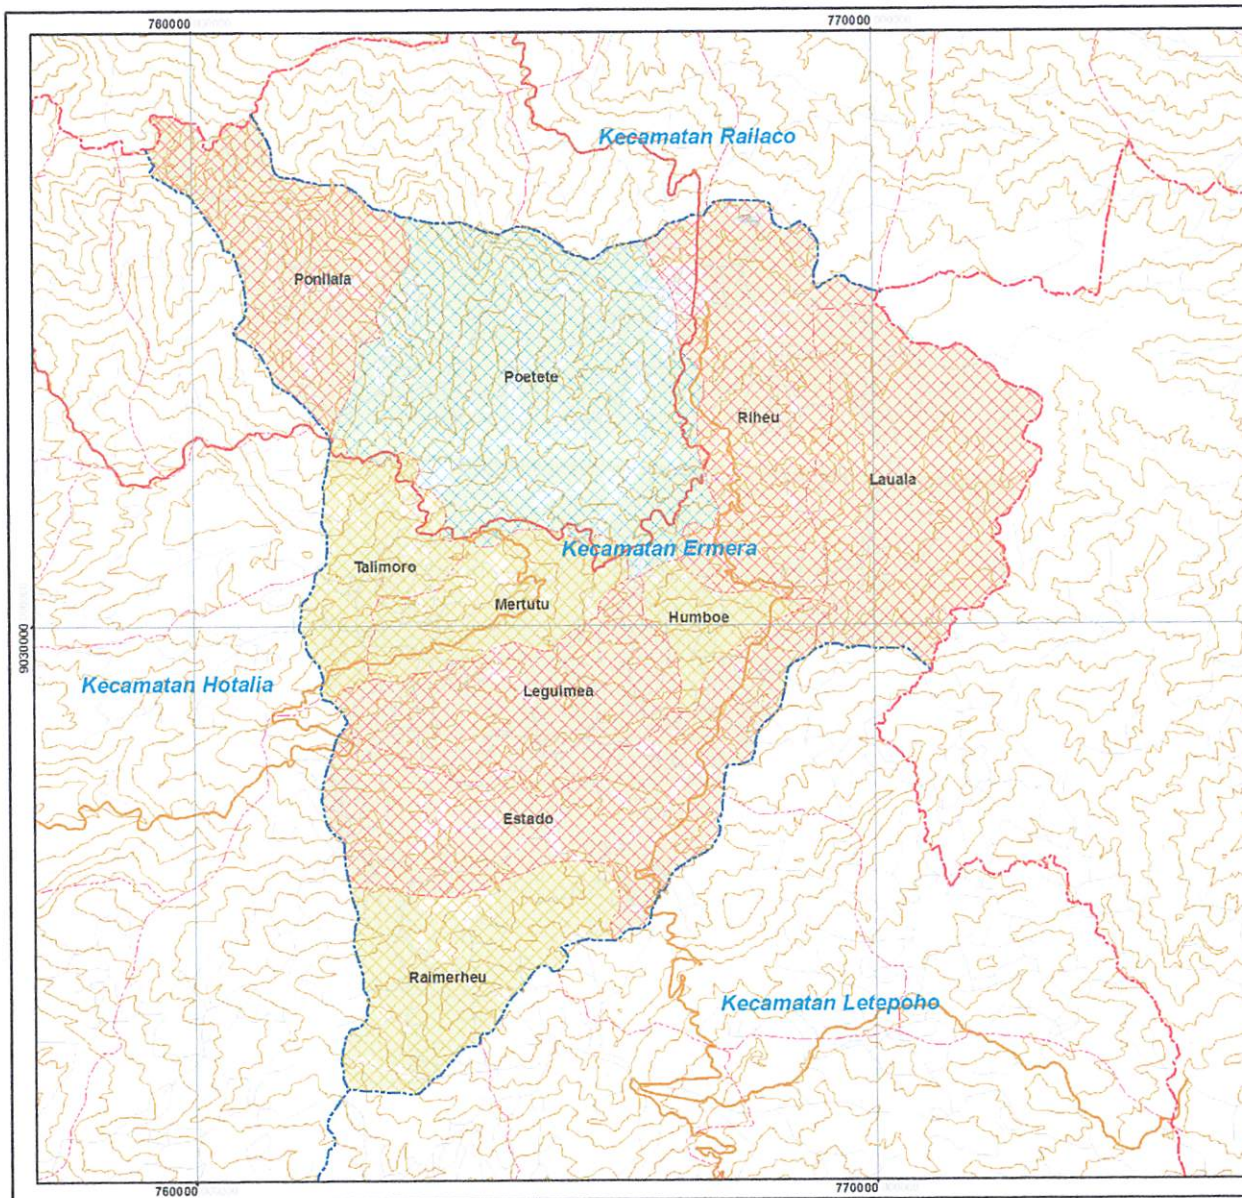 760000
770000
Kecamatan Railaco
Ponilala
Poetete
Riheu
Lauala
Kecamatan Ermera
Talimoro
Mertutu
Humboe
9030000
Kecamatan Hotalia
Leguimea
Estado
Raimerheu
Kecamatan Letepoho
760000
770000